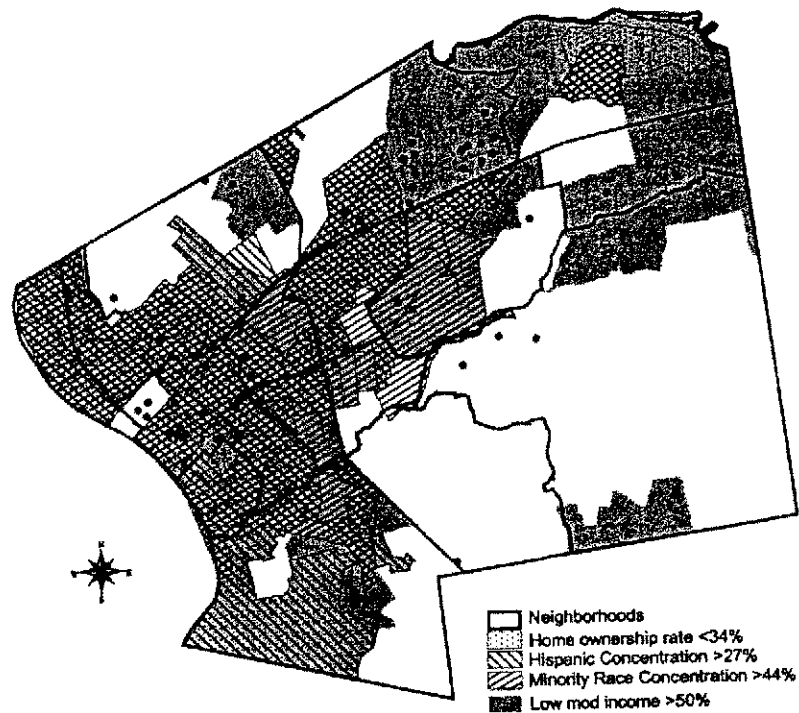 Neighborhoods
Home ownership rate <34%
Hispanic Concentration >27%
Minority Race Concentration >44%
Low mod income >50%